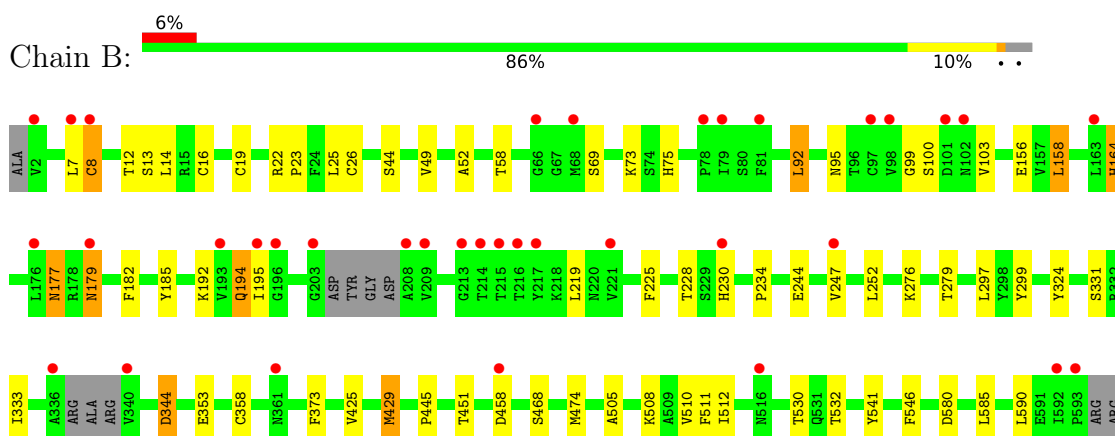 6%
Chain B:
86% 10% • •
ALA V2 L7 C8 T12 S13 L14 R15 C16 C19 R22 P23 F24 L25 C26 S44 V49 A52 T58 G66 G67 M68 S69 K73 S74 H75 P78 I79 S80 F81 L92 N95 T96 C97 V98 G99 S100 D101 N102 V103 E156 V157 L158 L163 H164
L176 N177 R178 N179 F182 Y185 K192 V193 Q194 I195 G196 G203 ASP TYR GLY ASP A208 V209 G213 T214 T215 T216 Y217 K218 L219 N220 V221 F225 T228 S229 H230 P234 E244 V247 L252 K276 T279 L297 Y298 Y299 Y324 S331 R332
I333 A336 ARG ALA ARG V340 D344 E353 C358 N361 F373 V425 M429 P445 T451 D458 S468 M474 A505 K508 A509 V510 F511 I512 N516 T530 Q531 T532 Y541 F546 D580 L585 L590 E591 I592 P593 ARG ARG